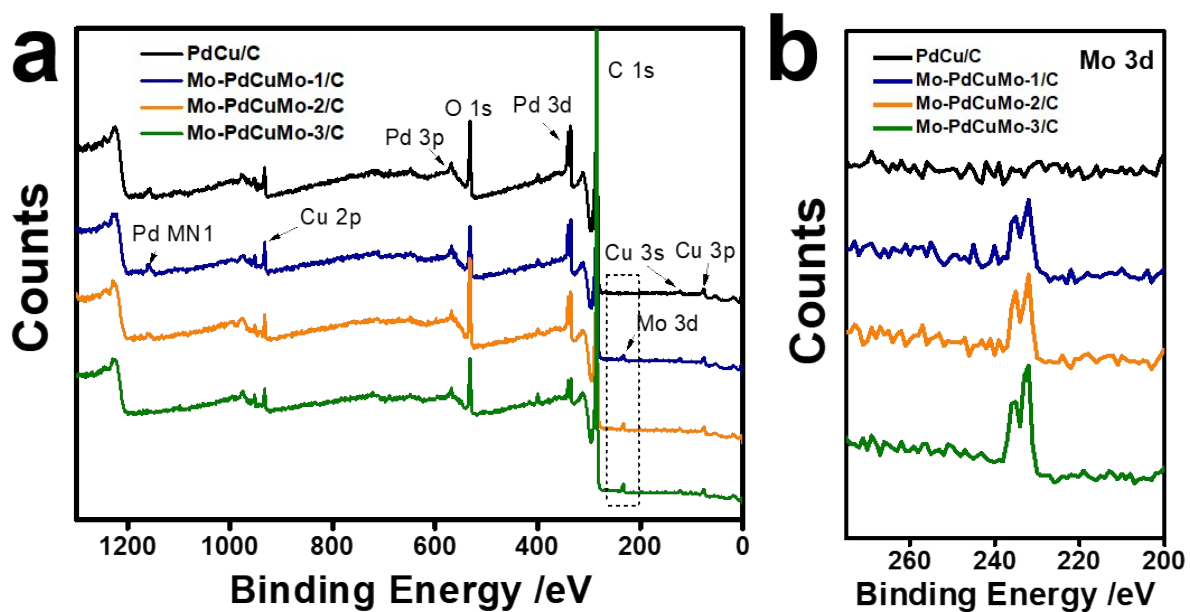 a
PdCu/C
Mo-PdCuMo-1/C
Mo-PdCuMo-2/C
Mo-PdCuMo-3/C
C 1s
O 1s
Pd 3d
Pd 3p
Pd MN1
Cu 2p
Cu 3s
Cu 3p
Mo 3d
Counts
1200
1000
800
600
400
200
0
Binding Energy /eV
b
PdCu/C
Mo-PdCuMo-1/C
Mo-PdCuMo-2/C
Mo-PdCuMo-3/C
Mo 3d
Counts
260
240
220
200
Binding Energy /eV